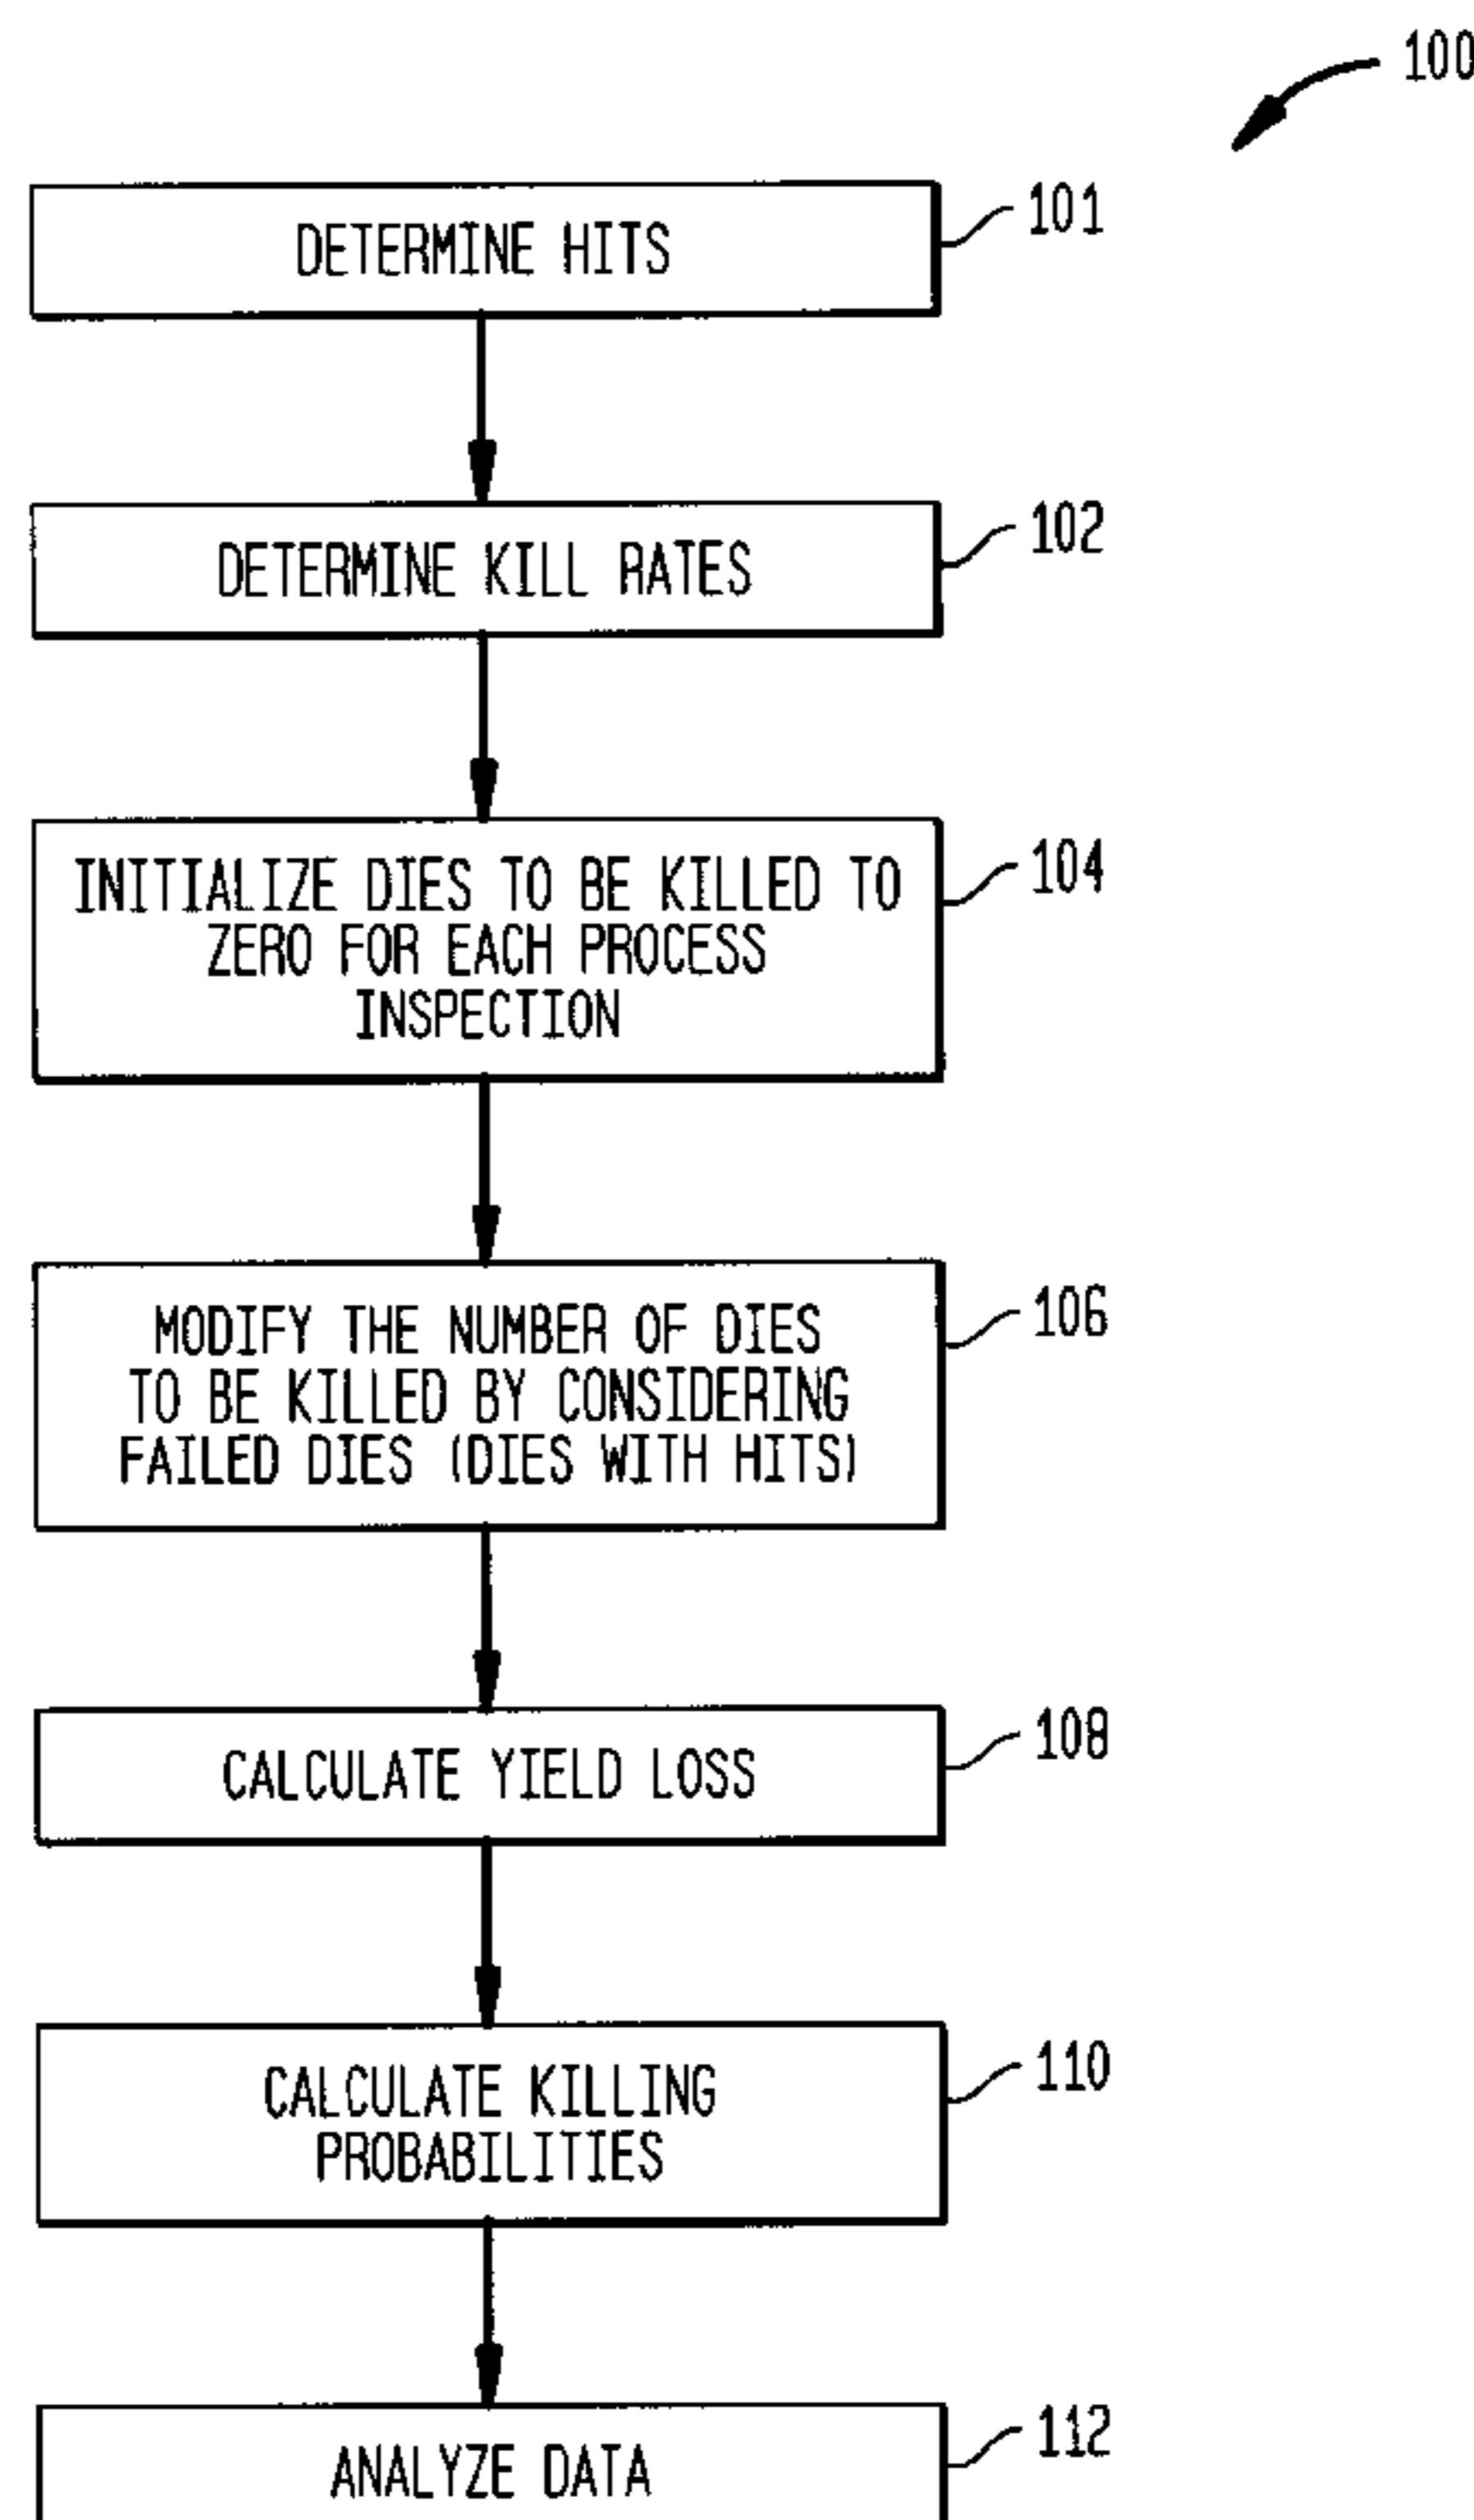 100
DETERMINE HITS
101
DETERMINE KILL RATES
102
INITIALIZE DIES TO BE KILLED TO
ZERO FOR EACH PROCESS
INSPECTION
104
MODIFY THE NUMBER OF DIES
TO BE KILLED BY CONSIDERING
FAILED DIES (DIES WITH HITS)
106
CALCULATE YIELD LOSS
108
CALCULATE KILLING
PROBABILITIES
110
ANALYZE DATA
112